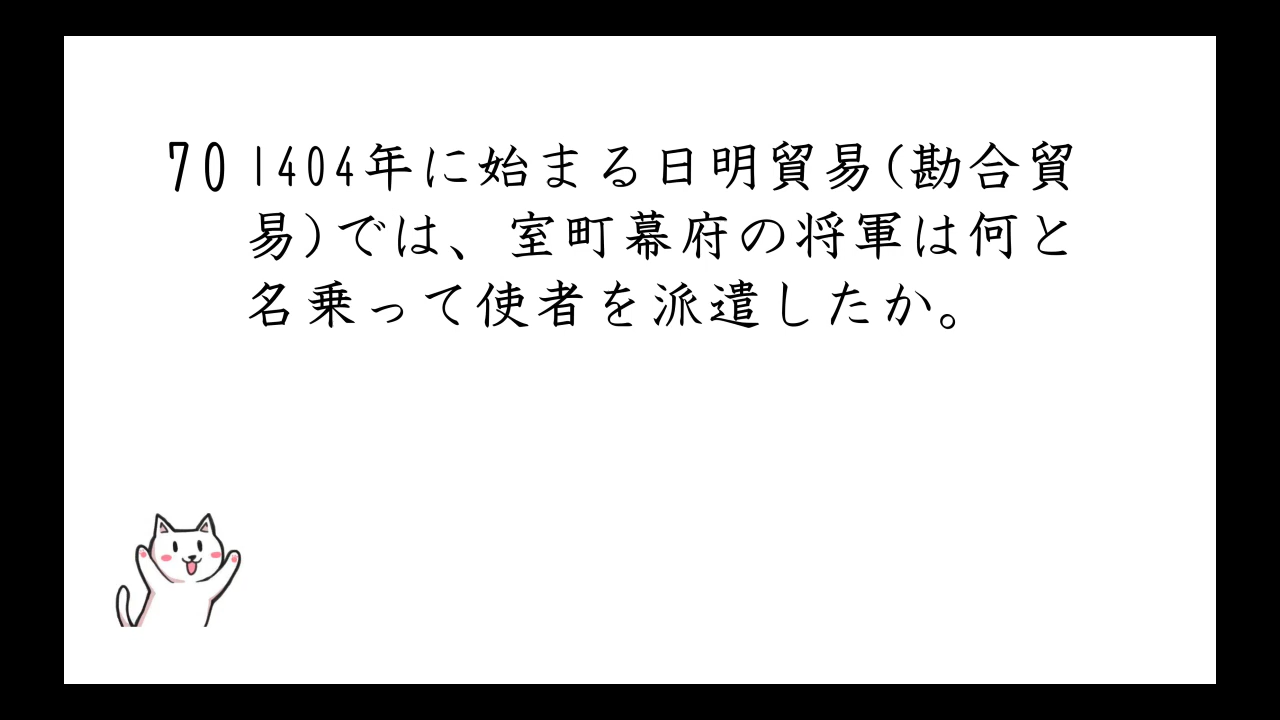 70 1404年に始まる日明貿易(勘合貿
易)では、室町幕府の将軍は何と
名乗って使者を派遣したか。